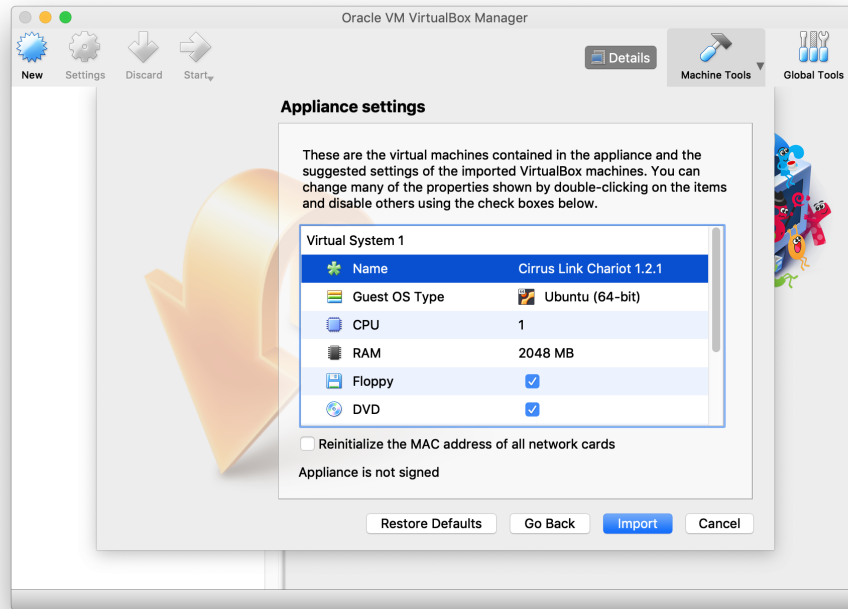 Oracle VM VirtualBox Manager
New
Settings
Discard
Start
Details
Machine Tools
Global Tools
Appliance settings
These are the virtual machines contained in the appliance and the
suggested settings of the imported VirtualBox machines. You can
change many of the properties shown by double-clicking on the items
and disable others using the check boxes below.
Virtual System 1
Name Cirrus Link Chariot 1.2.1
Guest OS Type Ubuntu (64-bit)
CPU 1
RAM 2048 MB
Floppy
DVD
Reinitialize the MAC address of all network cards
Appliance is not signed
Restore Defaults
Go Back
Import
Cancel